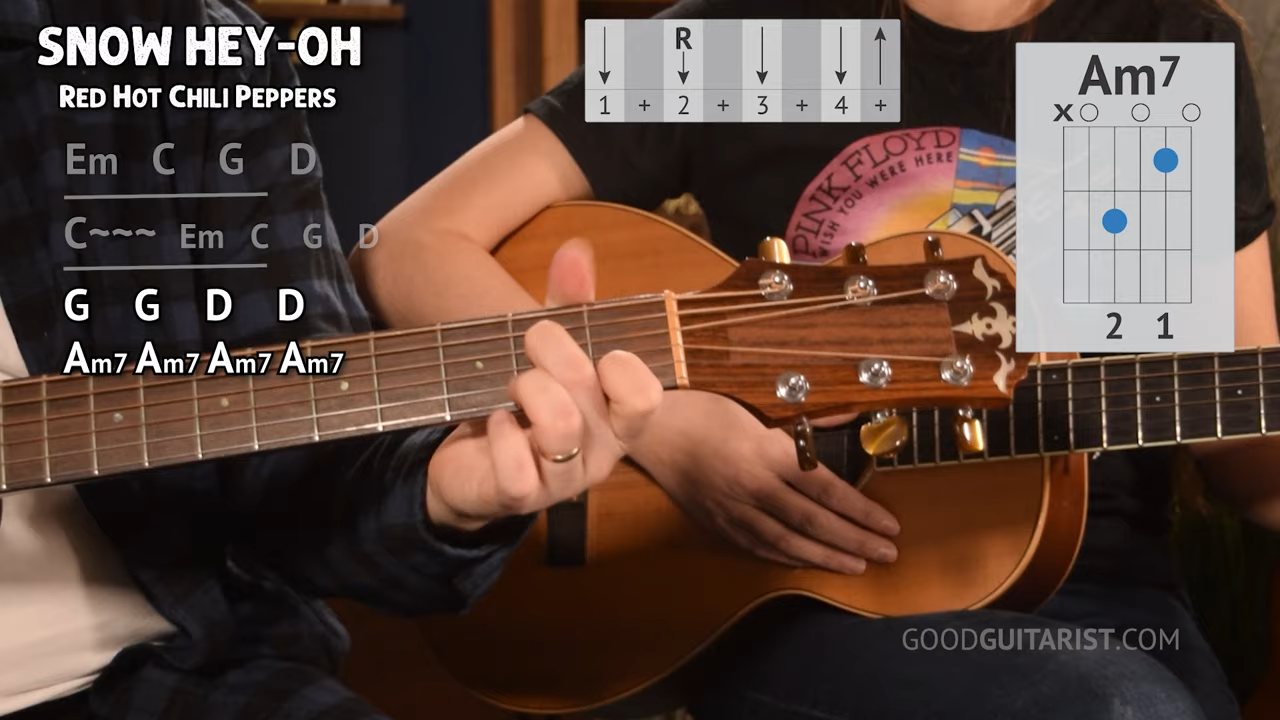 SNOW HEY-OH
RED HOT CHILI PEPPERS
Em C G D
C~~~ Em C G D
G G D D
Am7 Am7 Am7 Am7
R
1 + 2 + 3 + 4 +
Am7
x
2 1
PINK FLOYD
WISH YOU WERE HERE
GOODGUITARIST.COM